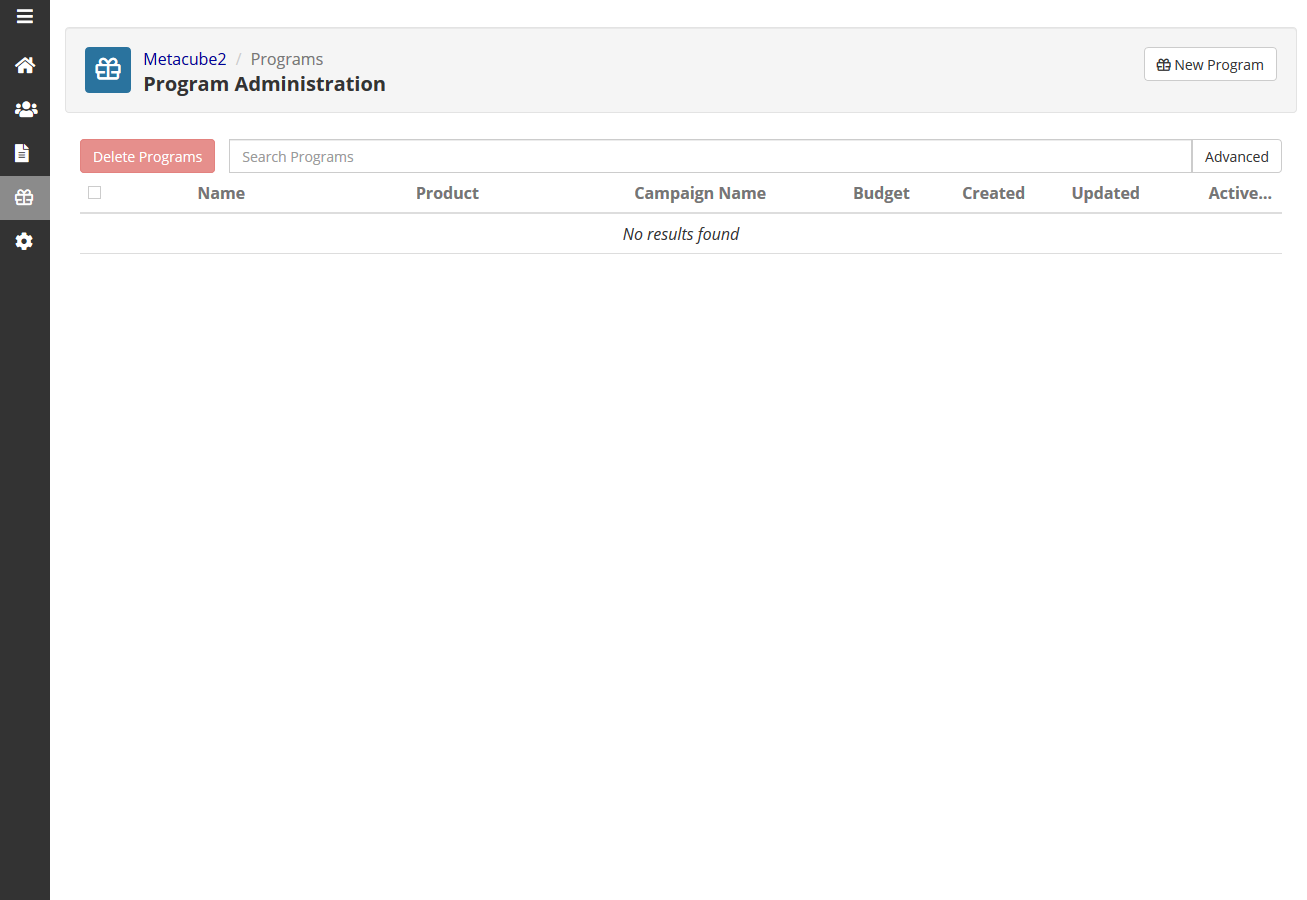 Metacube2 / Programs
Program Administration
New Program
Delete Programs
Search Programs
Advanced
Name Product Campaign Name Budget Created Updated Active...
No results found